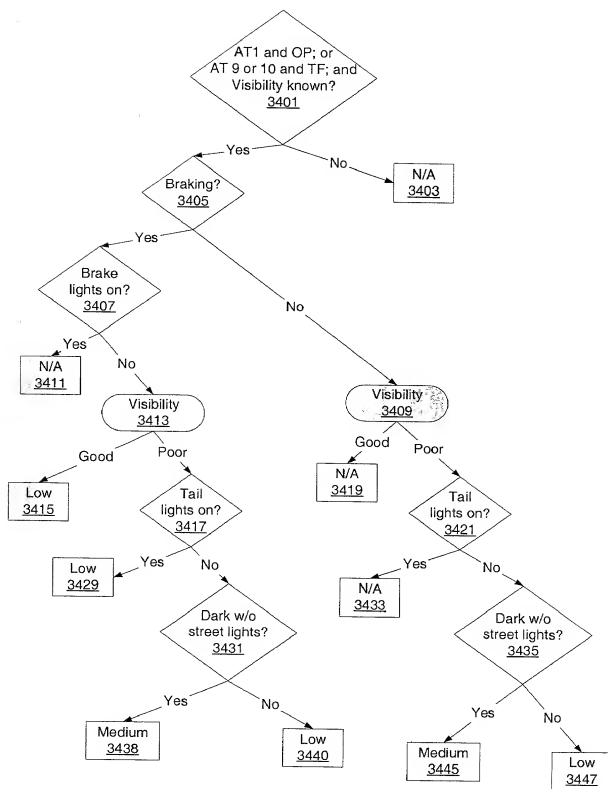 AT1 and OP; or
AT 9 or 10 and TF; and
Visibility known?
3401
Yes
No
N/A
3403
Braking?
3405
Yes
No
Brake
lights on?
3407
Yes
No
N/A
3411
Visibility
3413
Visibility
3409
Good
Poor
Good
Poor
Low
3415
Tail
lights on?
3417
N/A
3419
Tail
lights on?
3421
Yes
No
Yes
No
Low
3429
N/A
3433
Dark w/o
street lights?
3431
Dark w/o
street lights?
3435
Yes
No
Yes
No
Medium
3438
Low
3440
Medium
3445
Low
3447